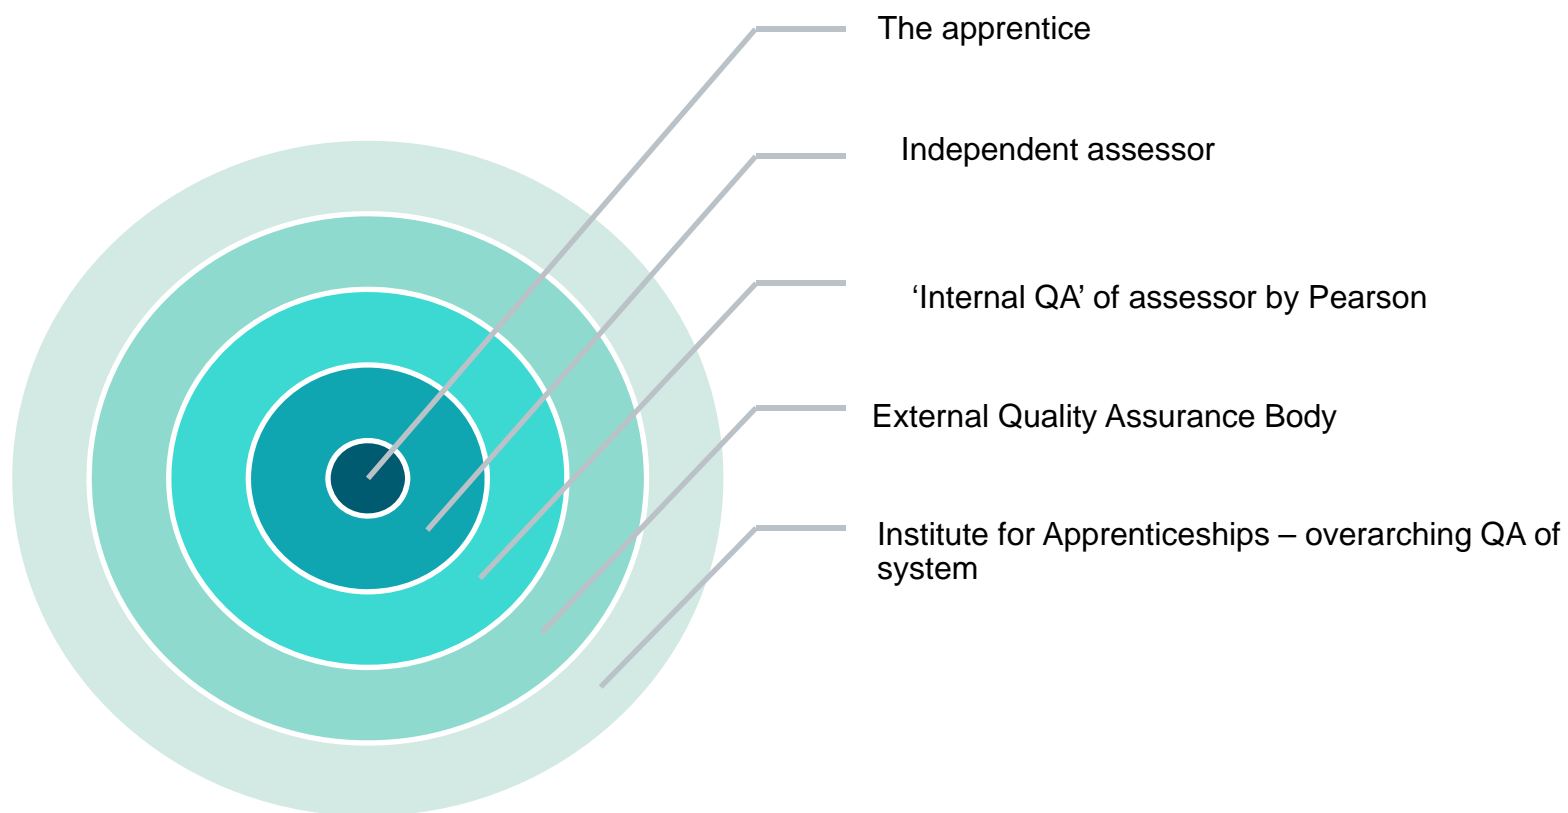 The apprentice
Independent assessor
‘Internal QA’ of assessor by Pearson
External Quality Assurance Body
Institute for Apprenticeships – overarching QA of
system